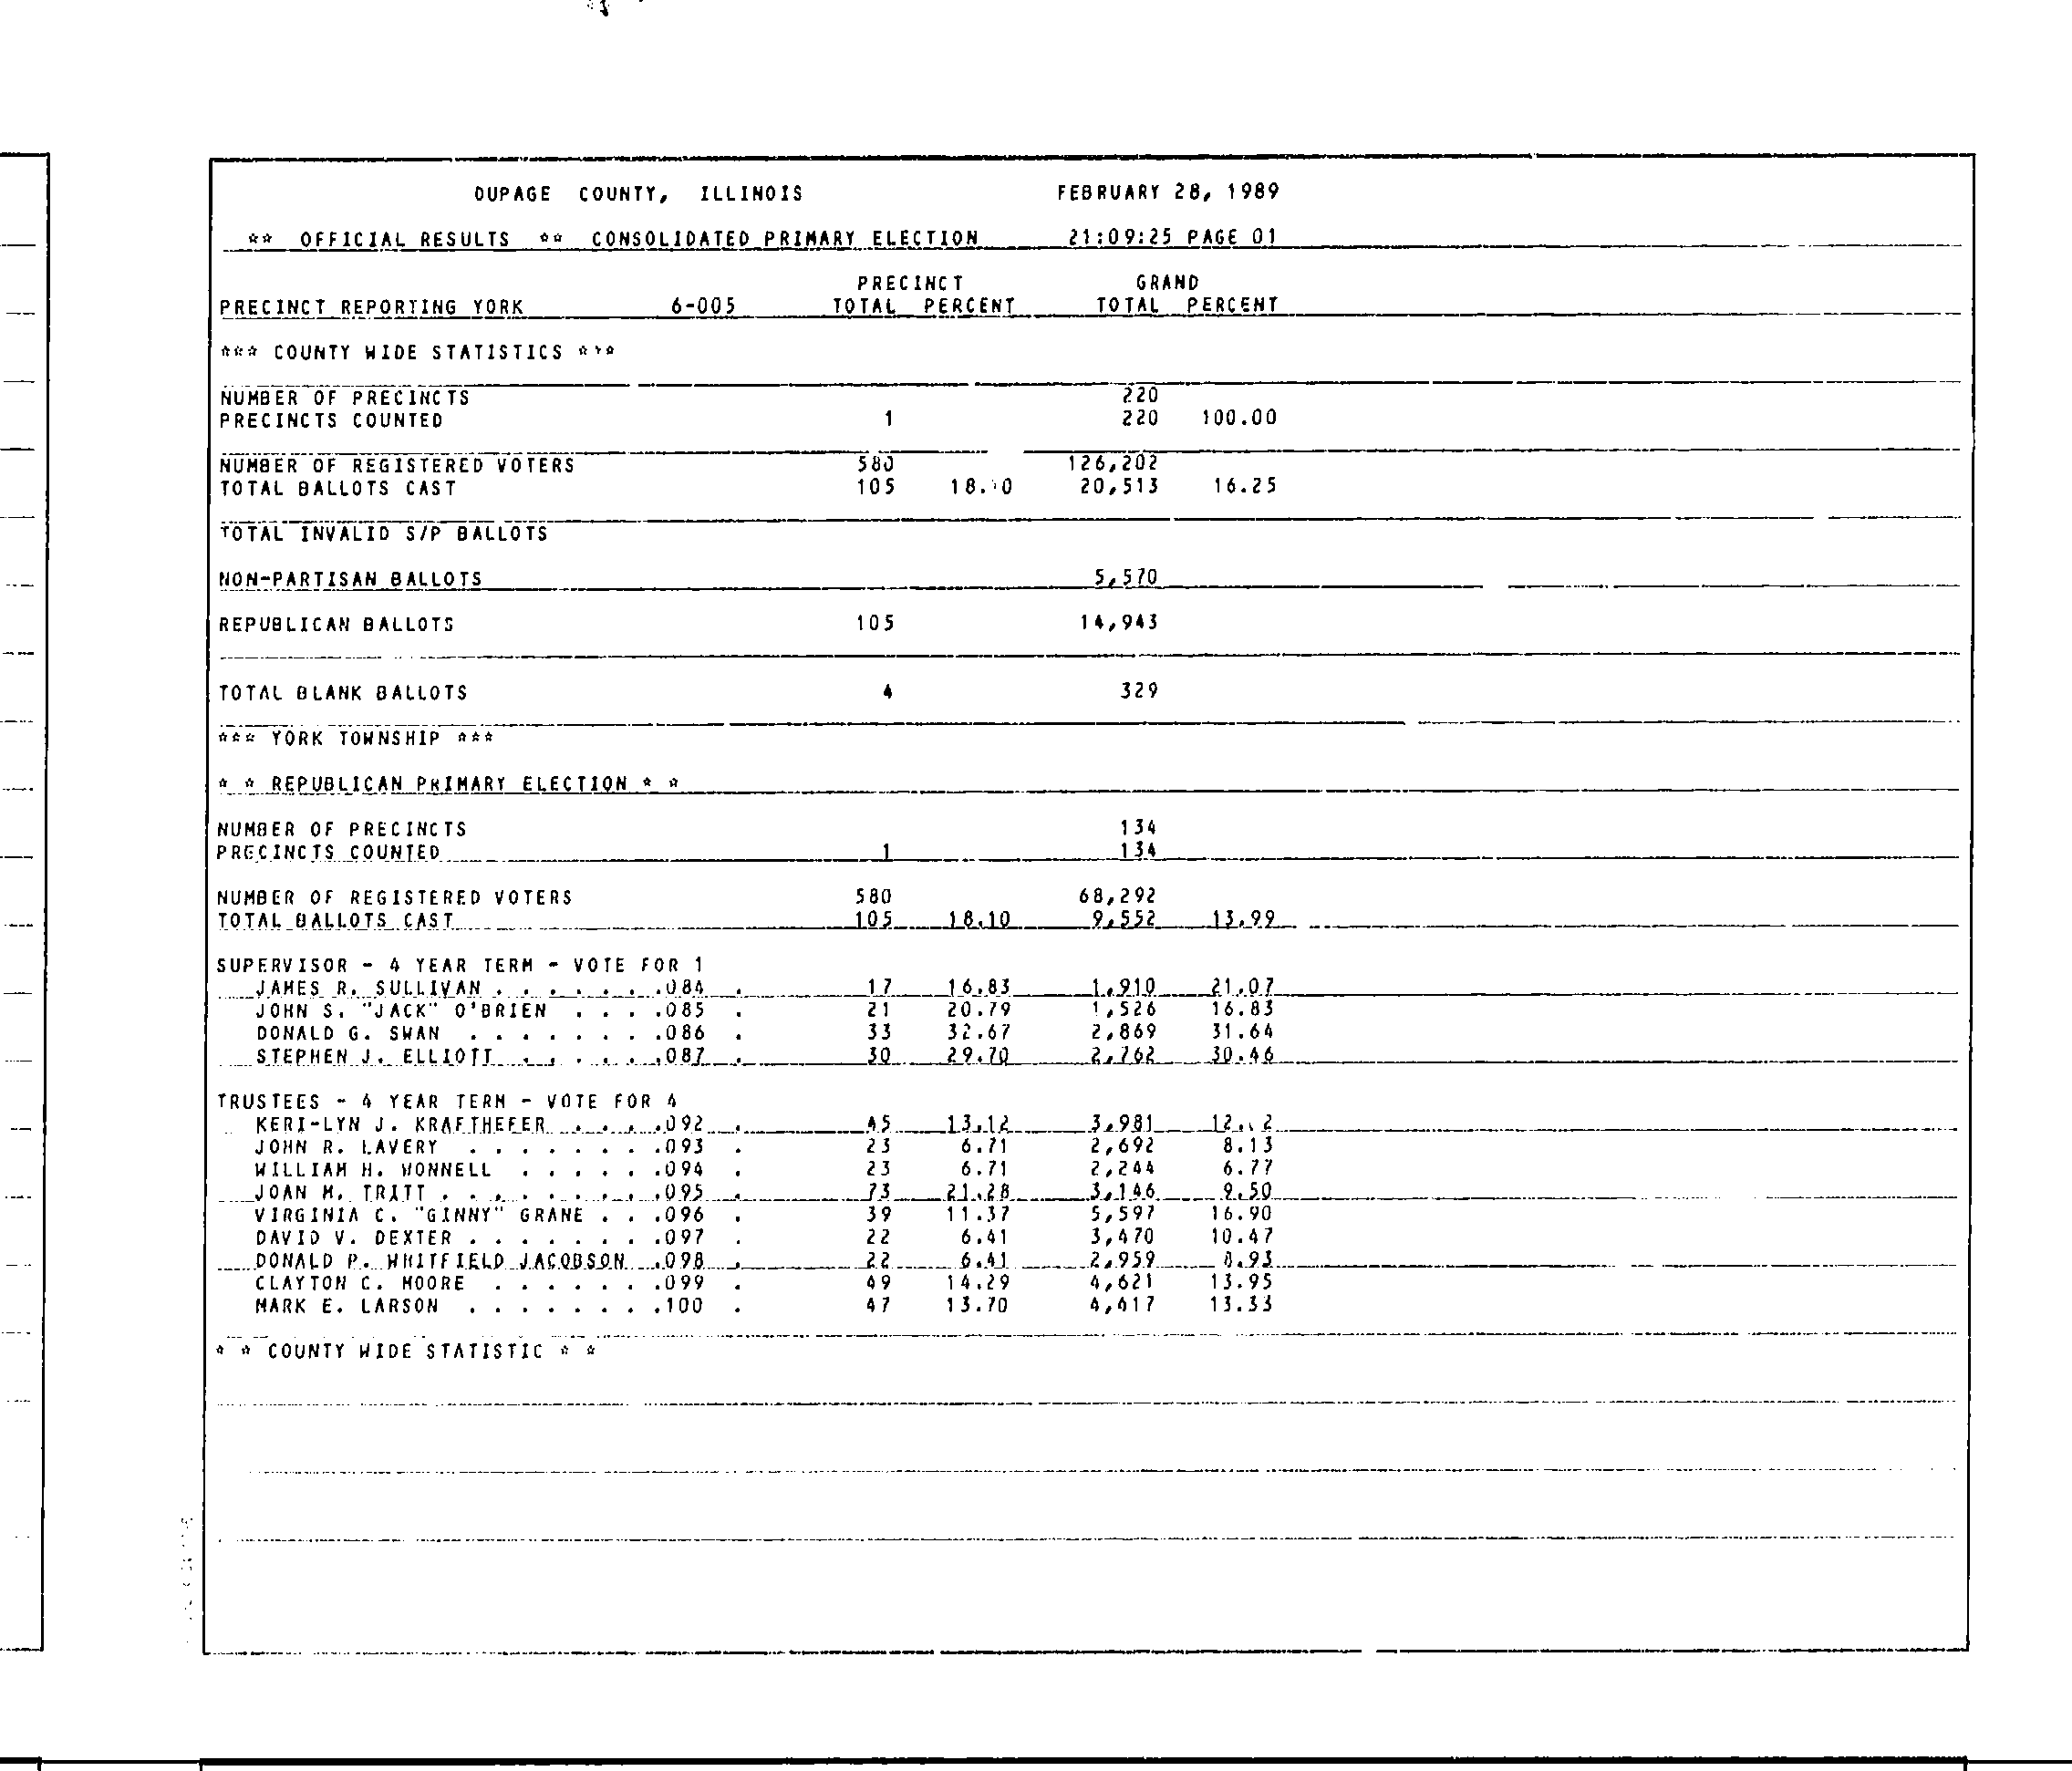 DUPAGE COUNTY, ILLINOIS FEBRUARY 28, 1989
** OFFICIAL RESULTS ** CONSOLIDATED PRIMARY ELECTION 21:09:25 PAGE 01
PRECINCT GRAND
PRECINCT REPORTING YORK 6-005 TOTAL PERCENT TOTAL PERCENT
*** COUNTY WIDE STATISTICS ***
NUMBER OF PRECINCTS 220
PRECINCTS COUNTED 1 220 100.00
NUMBER OF REGISTERED VOTERS 580 126,202
TOTAL BALLOTS CAST 105 20,513 16.25
TOTAL INVALID S/P BALLOTS
NON-PARTISAN BALLOTS 5,570
REPUBLICAN BALLOTS 105 14,943
TOTAL BLANK BALLOTS 4 329
*** YORK TOWNSHIP ***
* * REPUBLICAN PRIMARY ELECTION * *
NUMBER OF PRECINCTS 134
PRECINCTS COUNTED 1 134
NUMBER OF REGISTERED VOTERS 580 68,292
TOTAL BALLOTS CAST 105 18.10 9,552 13.99
SUPERVISOR - 4 YEAR TERM - VOTE FOR 1
JAMES R. SULLIVAN . . . . . . .084 . 17 16.83 1,910 21.07
JOHN S. "JACK" O'BRIEN . . . .085 . 21 20.79 1,526 16.83
DONALD G. SWAN . . . . . . . .086 . 33 32.67 2,869 31.64
STEPHEN J. ELLIOTT . . . . . .087 . 30 29.70 2,762 30.46
TRUSTEES - 4 YEAR TERM - VOTE FOR 4
KERI-LYN J. KRAFTHEFER . . . .092 . 45 13.12 3,981
JOHN R. LAVERY . . . . . . . .093 . 23 6.71 2,692 8.13
WILLIAM H. WONNELL . . . . . .094 . 23 6.71 2,244 6.77
JOAN M. TRITT . . . . . . . . .095 . 73 21.28 3,146 9.50
VIRGINIA C. "GINNY" GRANE . . .096 . 39 11.37 5,597 16.90
DAVID V. DEXTER . . . . . . . .097 . 22 6.41 3,470 10.47
DONALD P. WHITFIELD JACOBSON .098 . 22 6.41 2,959 8.93
CLAYTON C. MOORE . . . . . . .099 . 49 14.29 4,621 13.95
MARK E. LARSON . . . . . . . .100 . 47 13.70 4,417 13.33
* * COUNTY WIDE STATISTIC * *